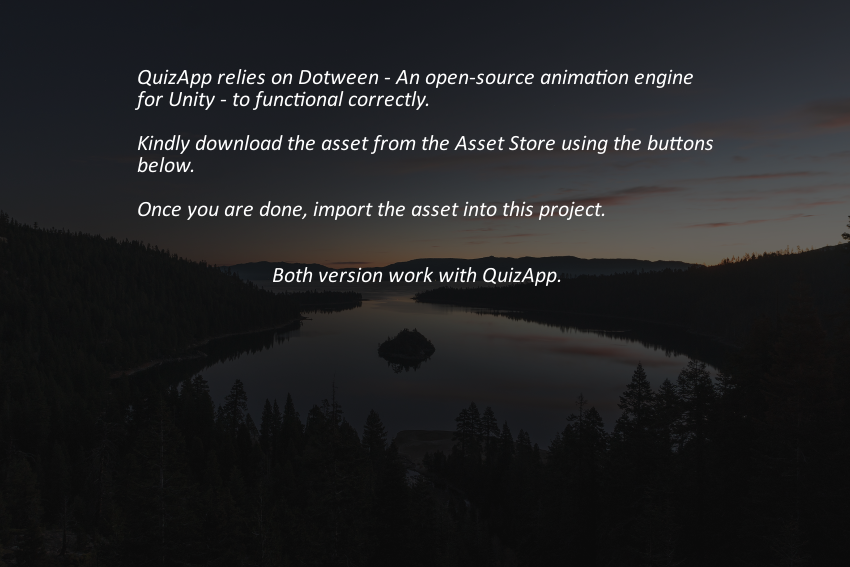 QuizApp relies on Dotween - An open-source animation engine
for Unity - to functional correctly.
Kindly download the asset from the Asset Store using the buttons
below.
Once you are done, import the asset into this project.
Both version work with QuizApp.